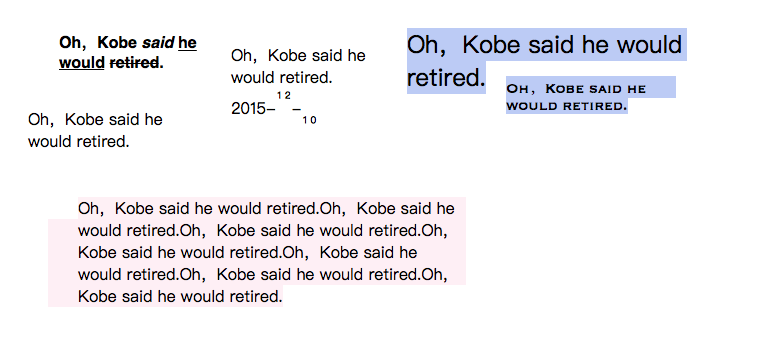 Oh, Kobe said he
would retired.
Oh, Kobe said he
would retired.
2015-12-10
Oh, Kobe said he would
retired.
Oh, Kobe said he
would retired.
Oh, Kobe said he
would retired.
Oh, Kobe said he would retired.Oh, Kobe said he
would retired.Oh, Kobe said he would retired.Oh,
Kobe said he would retired.Oh, Kobe said he
would retired.Oh, Kobe said he would retired.Oh,
Kobe said he would retired.